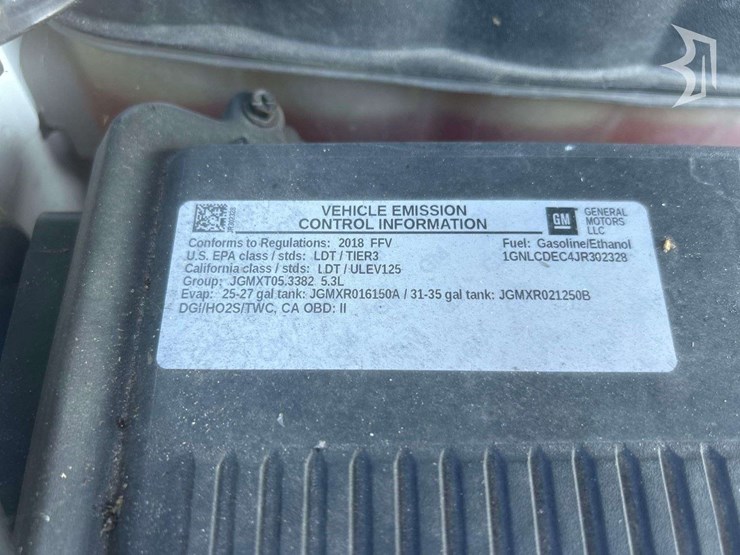 VEHICLE EMISSION
CONTROL INFORMATION
GM
GENERAL
MOTORS
LLC
Conforms to Regulations: 2018 FFV
Fuel: Gasoline/Ethanol
U.S. EPA class / stds: LDT / TIER3
1GNLCDEC4JR302328
California class / stds: LDT / ULEV125
Group: JGMXT05.3382 5.3L
Evap: 25-27 gal tank: JGMXR016150A / 31-35 gal tank: JGMXR021250B
DGI/HO2S/TWC, CA OBD: II
JR302328